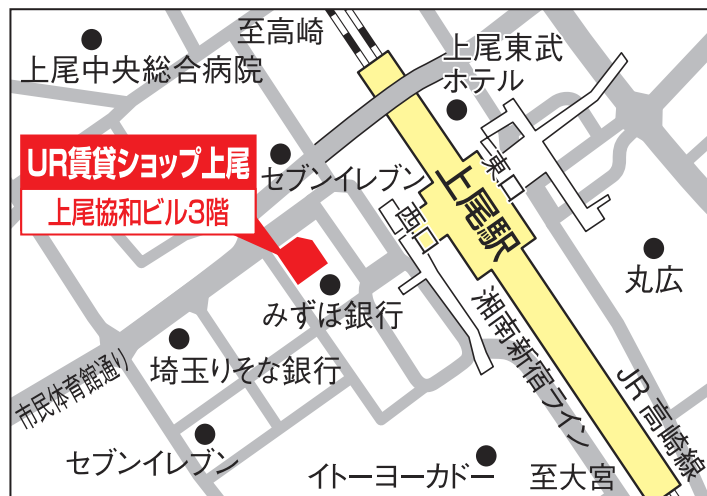 至高崎
上尾中央総合病院
上尾東武
ホテル
UR賃貸ショップ上尾
上尾協和ビル3階
セブンイレブン
東口
西口
上尾駅
丸広
みずほ銀行
埼玉りそな銀行
市民体育館通り
湘南新宿ライン
JR高崎線
セブンイレブン
イトーヨーカドー
至大宮